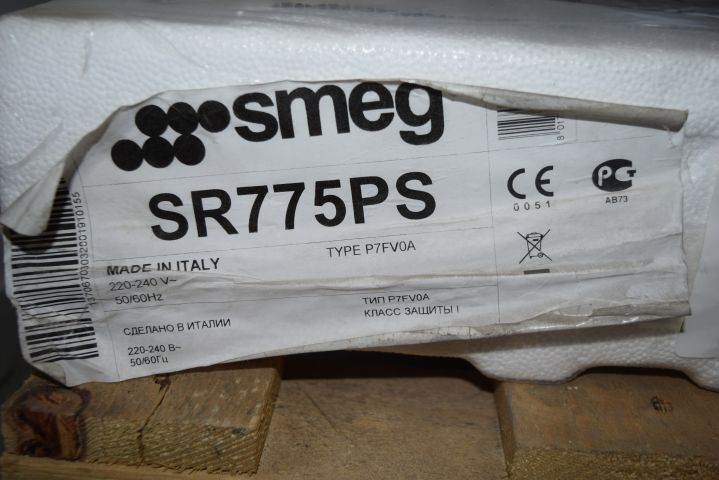 smeg
SR775PS
TYPE P7FV0A
MADE IN ITALY
220-240 V~
50/60Hz
ТИП P7FV0A
КЛАСС ЗАЩИТЫ I
СДЕЛАНО В ИТАЛИИ
220-240 В~
50/60Гц
CE
0051
PG
AB73